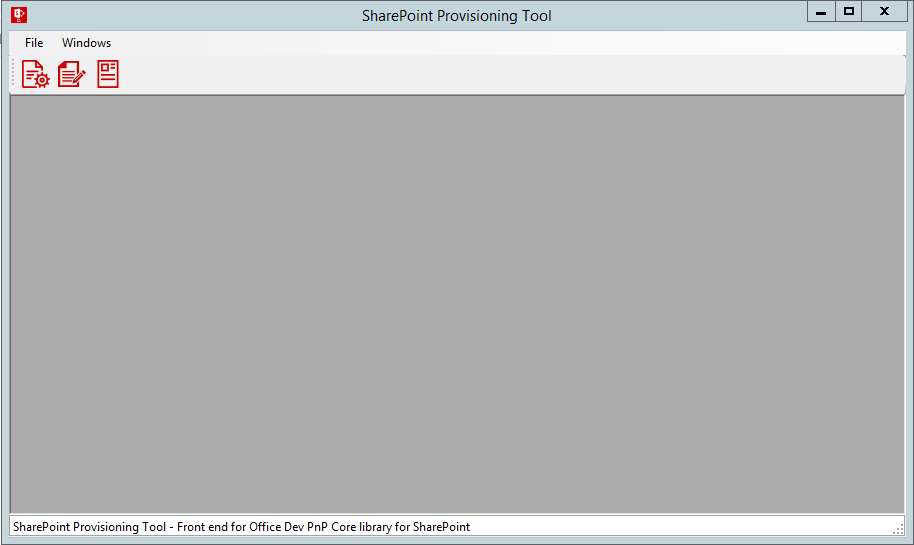 SharePoint Provisioning Tool
File Windows
SharePoint Provisioning Tool - Front end for Office Dev PnP Core library for SharePoint